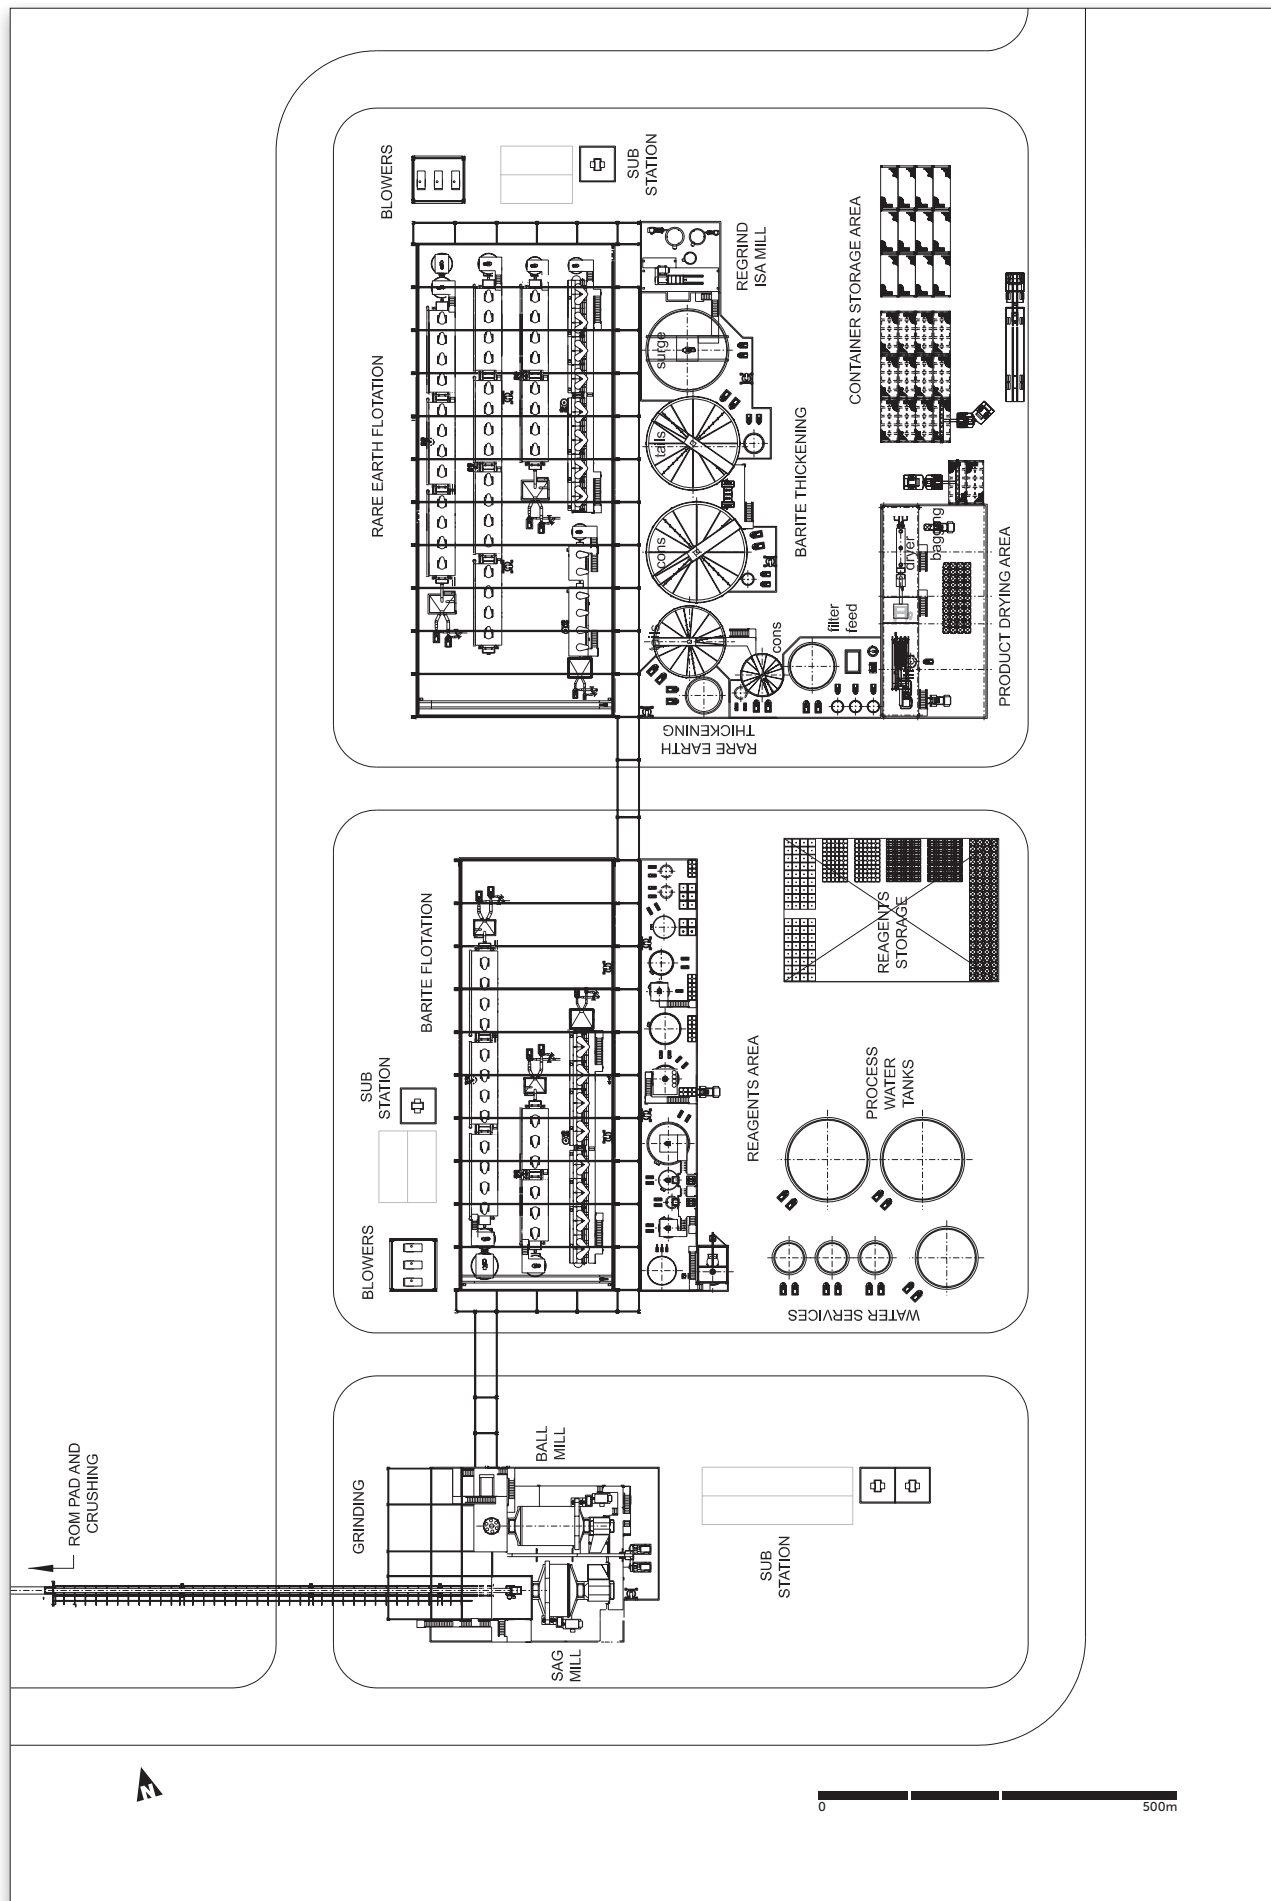 BLOWERS
SUB
STATION
REGRIND
ISA MILL
CONTAINER STORAGE AREA
RARE EARTH FLOTATION
surge
tails
cons
BARITE THICKENING
dryer
bagging
PRODUCT DRYING AREA
filter
feed
cons
RARE EARTH
THICKENING
BARITE FLOTATION
REAGENTS
STORAGE
SUB
STATION
REAGENTS AREA
PROCESS
WATER
TANKS
BLOWERS
WATER SERVICES
ROM PAD AND
CRUSHING
GRINDING
BALL
MILL
SUB
STATION
SAG
MILL
N
0
500m